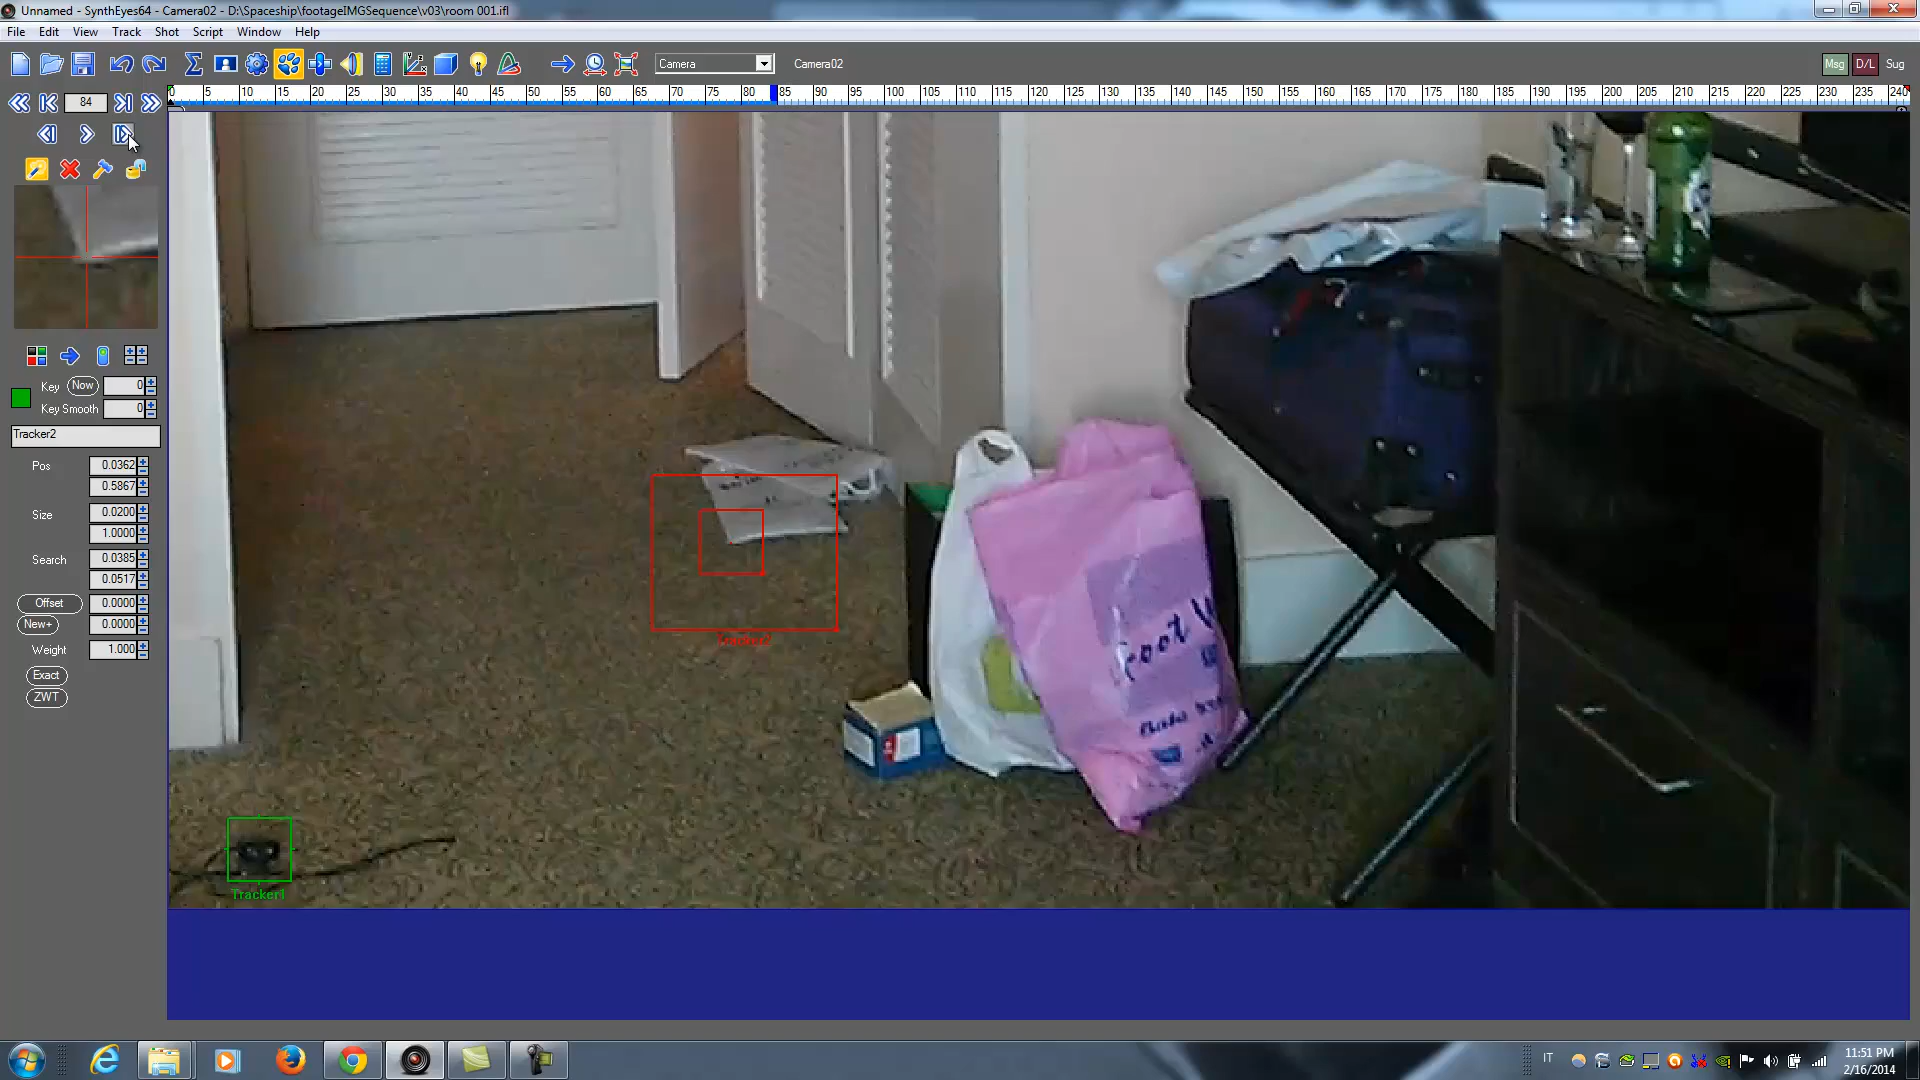 Unnamed - SynthEyes64 - Camera02 - D:\Spaceship\footageIMGSequence\v03\room 001.ifl
File Edit View Track Shot Script Window Help
Camera Camera02 Msg D/L Sug
84 0 5 10 15 20 25 30 35 40 45 50 55 60 65 70 75 80 85 90 95 100 105 110 115 120 125 130 135 140 145 150 155 160 165 170 175 180 185 190 195 200 205 210 215 220 225 230 235 240
Key Now 0
Key Smooth 0
Tracker2
Pos 0.0362
0.5867
Size 0.0200
1.0000
Search 0.0385
0.0517
Offset 0.0000
New+ 0.0000
Weight 1.000
Exact
ZWT
Tracker2
Tracker1
IT
11:51 PM
2/16/2014